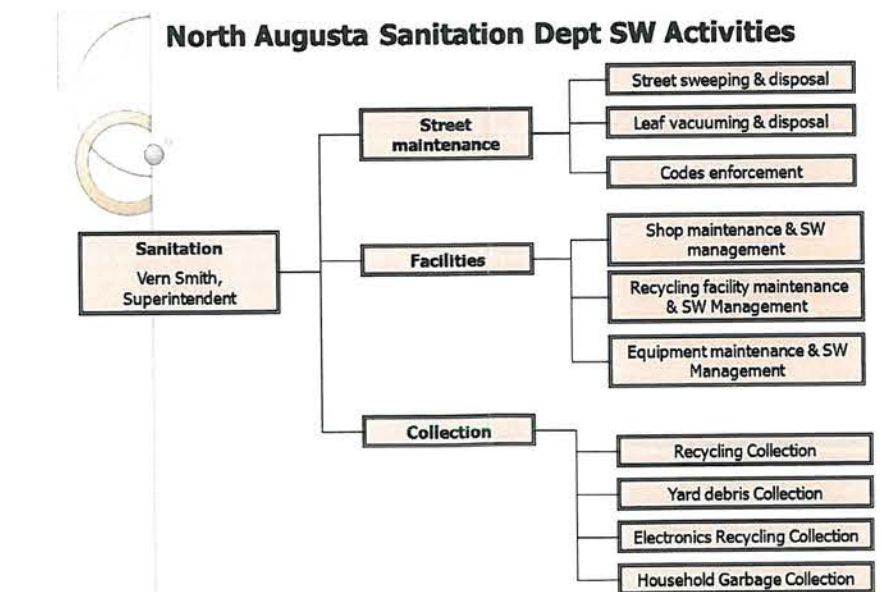 North Augusta Sanitation Dept SW Activities
Sanitation
Vern Smith,
Superintendent
Street
maintenance
Street sweeping & disposal
Leaf vacuuming & disposal
Codes enforcement
Facilities
Shop maintenance & SW
management
Recycling facility maintenance
& SW Management
Equipment maintenance & SW
Management
Collection
Recycling Collection
Yard debris Collection
Electronics Recycling Collection
Household Garbage Collection